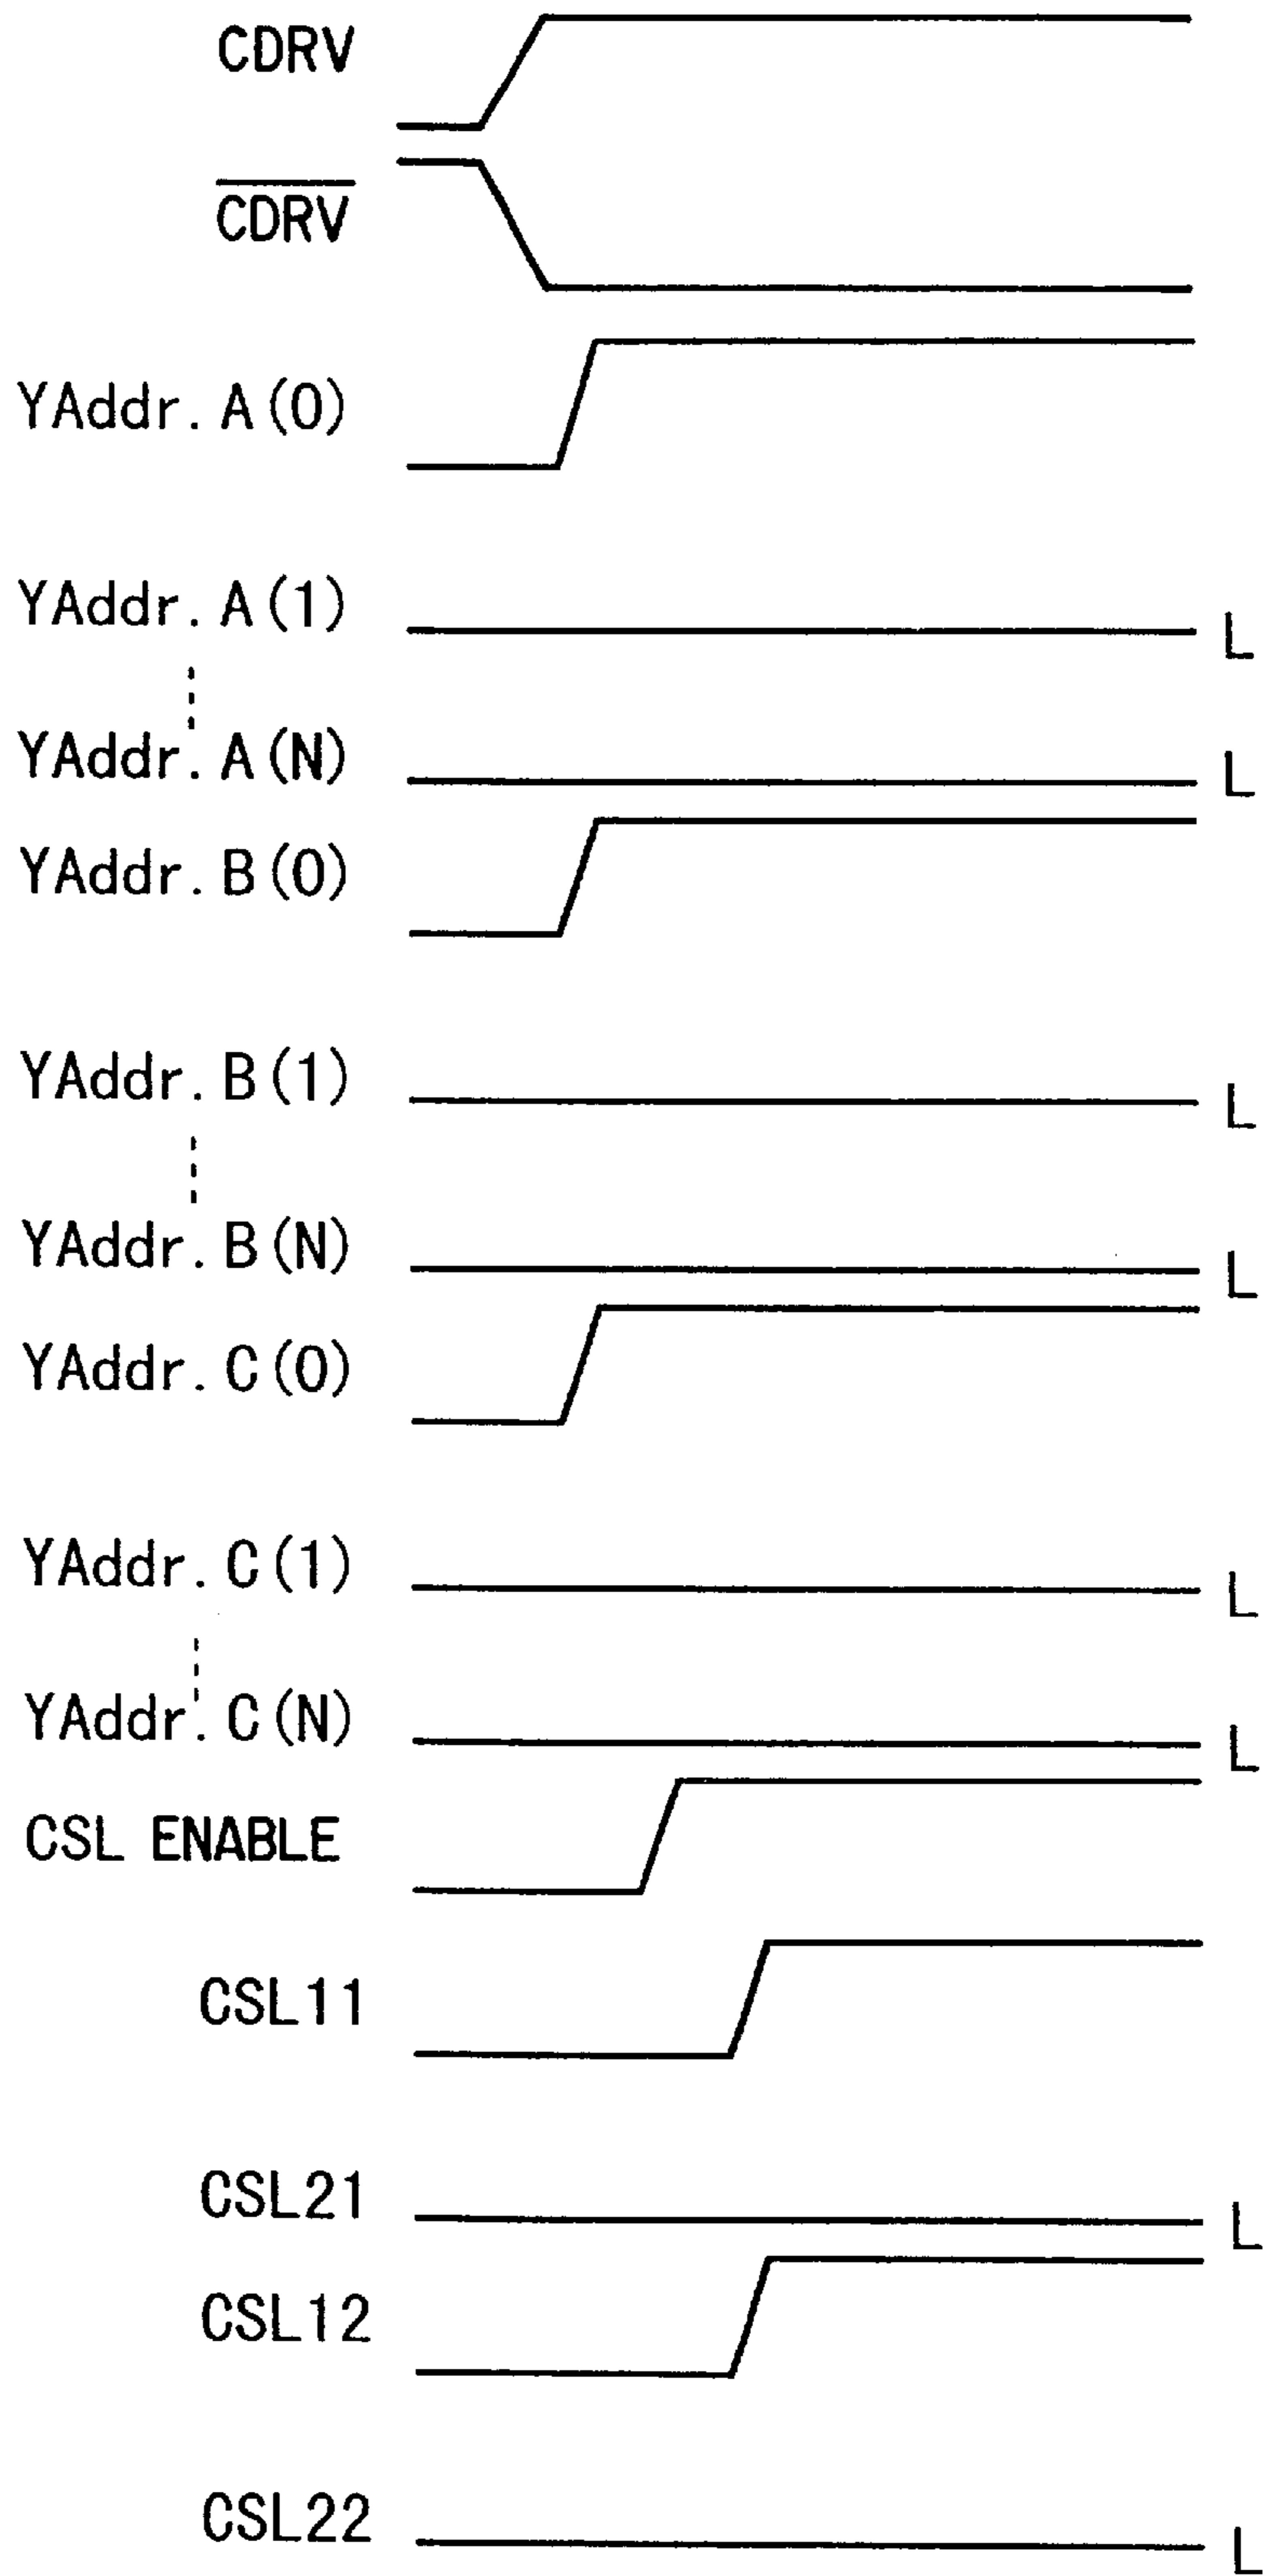 CDRV
C̅D̅R̅V̅
YAddr. A(0)
YAddr. A(1) L
YAddr. A(N) L
YAddr. B(0)
YAddr. B(1) L
YAddr. B(N) L
YAddr. C(0)
YAddr. C(1) L
YAddr. C(N) L
CSL ENABLE
CSL11
CSL21 L
CSL12
CSL22 L